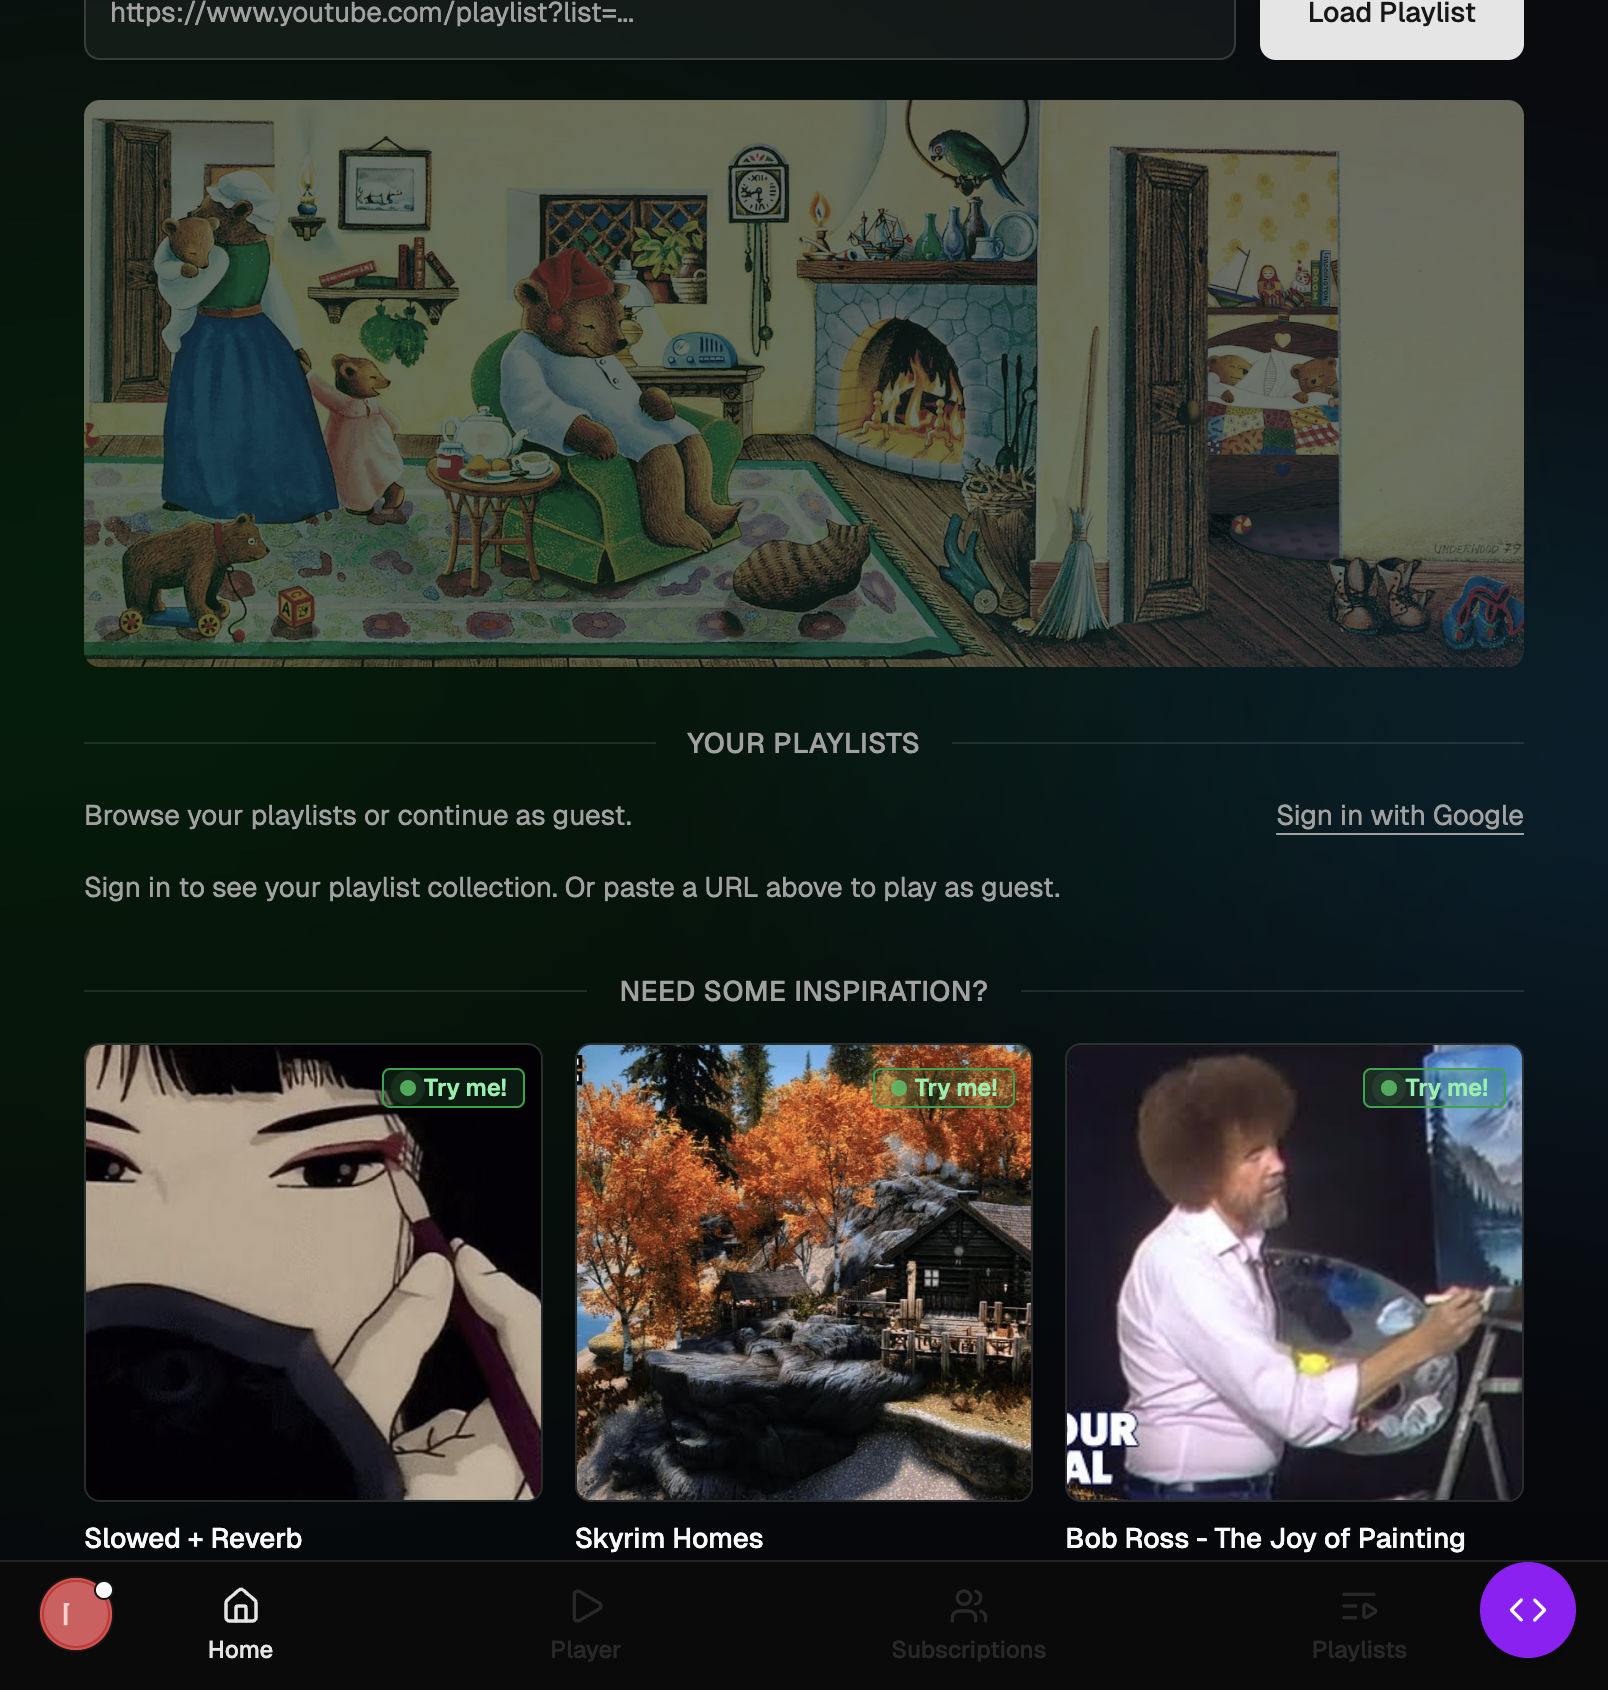 https://www.youtube.com/playlist?list=...
Load Playlist
XII
UNDERWOOD 79
A
YOUR PLAYLISTS
Browse your playlists or continue as guest.
Sign in with Google
Sign in to see your playlist collection. Or paste a URL above to play as guest.
NEED SOME INSPIRATION?
Try me!
Try me!
Try me!
OUR
AL
Slowed + Reverb
Skyrim Homes
Bob Ross - The Joy of Painting
Home
Player
Subscriptions
Playlists